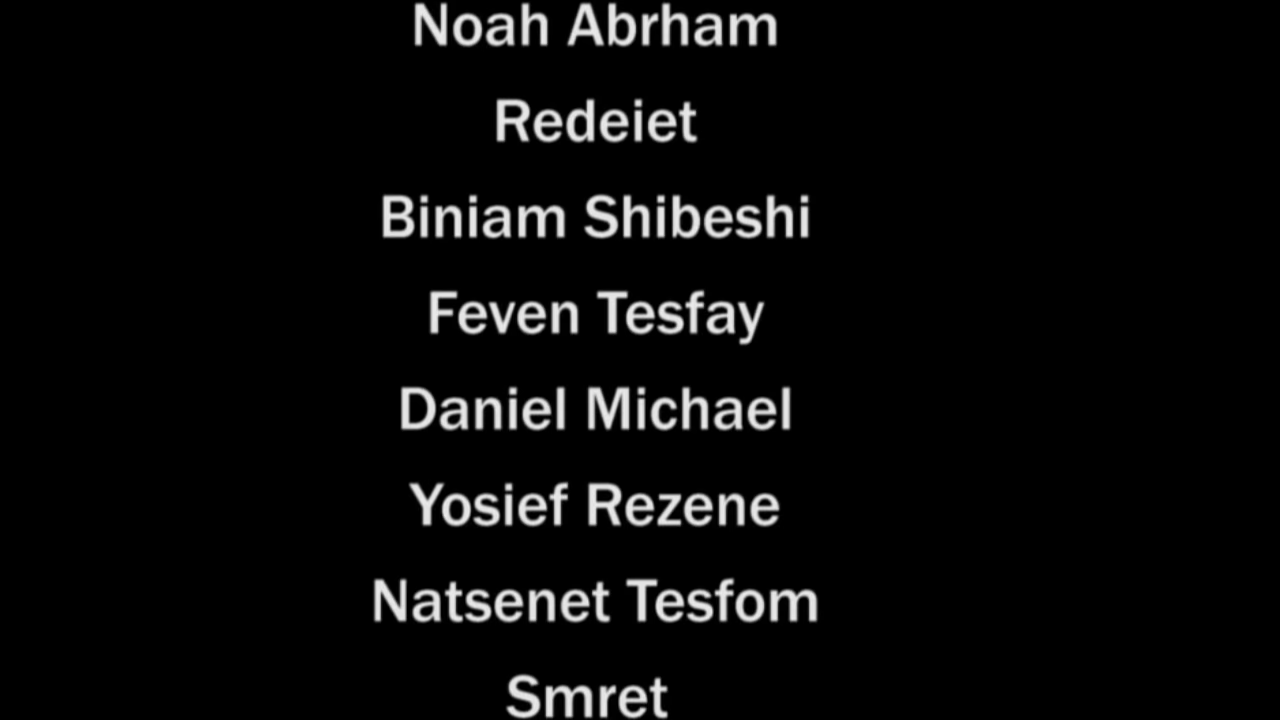 Noah Abrham
Redeiet
Biniam Shibeshi
Feven Tesfay
Daniel Michael
Yosief Rezene
Natsenet Tesfom
Smret